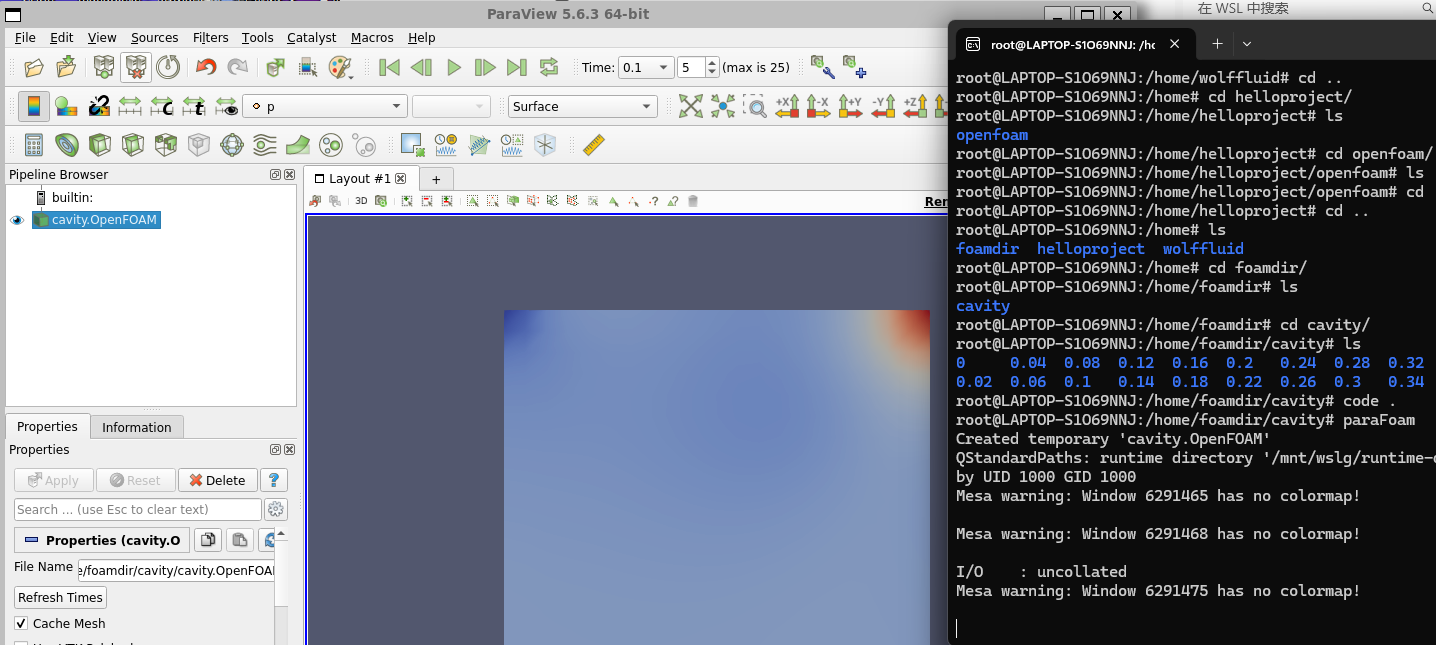 ParaView 5.6.3 64-bit
File Edit View Sources Filters Tools Catalyst Macros Help
Time: 0.1 5 (max is 25)
p Surface
+X -X +Y -Y +Z
Pipeline Browser
builtin:
cavity.OpenFOAM
Layout #1
+
3D
Ren
Properties Information
Properties
Apply Reset Delete ?
Search ... (use Esc to clear text)
Properties (cavity.O
File Name e/foamdir/cavity/cavity.OpenFOA
Refresh Times
Cache Mesh
在 WSL 中搜索
root@LAPTOP-S1O69NNJ: /hc
root@LAPTOP-S1O69NNJ:/home/wolffluid# cd ..
root@LAPTOP-S1O69NNJ:/home# cd helloproject/
root@LAPTOP-S1O69NNJ:/home/helloproject# ls
openfoam
root@LAPTOP-S1O69NNJ:/home/helloproject# cd openfoam/
root@LAPTOP-S1O69NNJ:/home/helloproject/openfoam# ls
root@LAPTOP-S1O69NNJ:/home/helloproject/openfoam# cd
root@LAPTOP-S1O69NNJ:/home/helloproject# cd ..
root@LAPTOP-S1O69NNJ:/home# ls
foamdir helloproject wolffluid
root@LAPTOP-S1O69NNJ:/home# cd foamdir/
root@LAPTOP-S1O69NNJ:/home/foamdir# ls
cavity
root@LAPTOP-S1O69NNJ:/home/foamdir# cd cavity/
root@LAPTOP-S1O69NNJ:/home/foamdir/cavity# ls
0 0.04 0.08 0.12 0.16 0.2 0.24 0.28 0.32
0.02 0.06 0.1 0.14 0.18 0.22 0.26 0.3 0.34
root@LAPTOP-S1O69NNJ:/home/foamdir/cavity# code .
root@LAPTOP-S1O69NNJ:/home/foamdir/cavity# paraFoam
Created temporary 'cavity.OpenFOAM'
QStandardPaths: runtime directory '/mnt/wslg/runtime-
by UID 1000 GID 1000
Mesa warning: Window 6291465 has no colormap!
Mesa warning: Window 6291468 has no colormap!
I/O : uncollated
Mesa warning: Window 6291475 has no colormap!